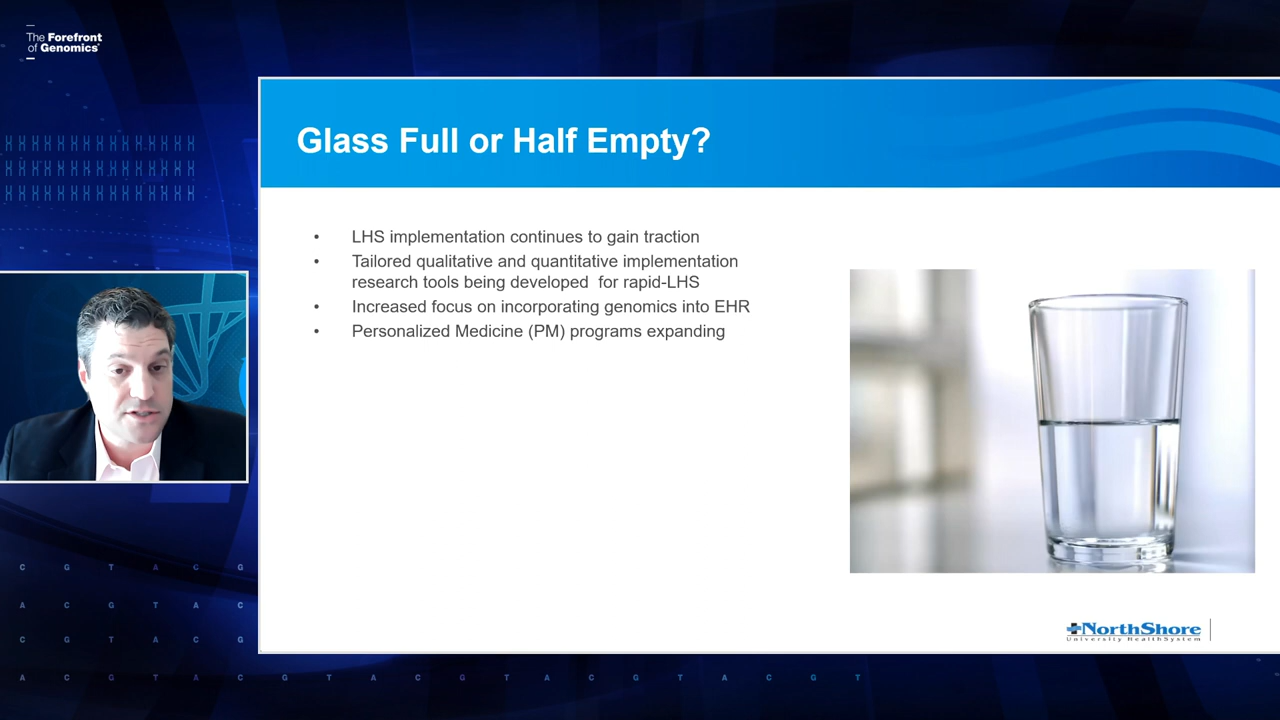 The Forefront
of Genomics®
Glass Full or Half Empty?
• LHS implementation continues to gain traction
• Tailored qualitative and quantitative implementation
research tools being developed for rapid-LHS
• Increased focus on incorporating genomics into EHR
• Personalized Medicine (PM) programs expanding
NorthShore
University HealthSystem
C G T A C G
A C G T A C
C G T A C G
A C G T A C G T A C G T A C G T A C G T